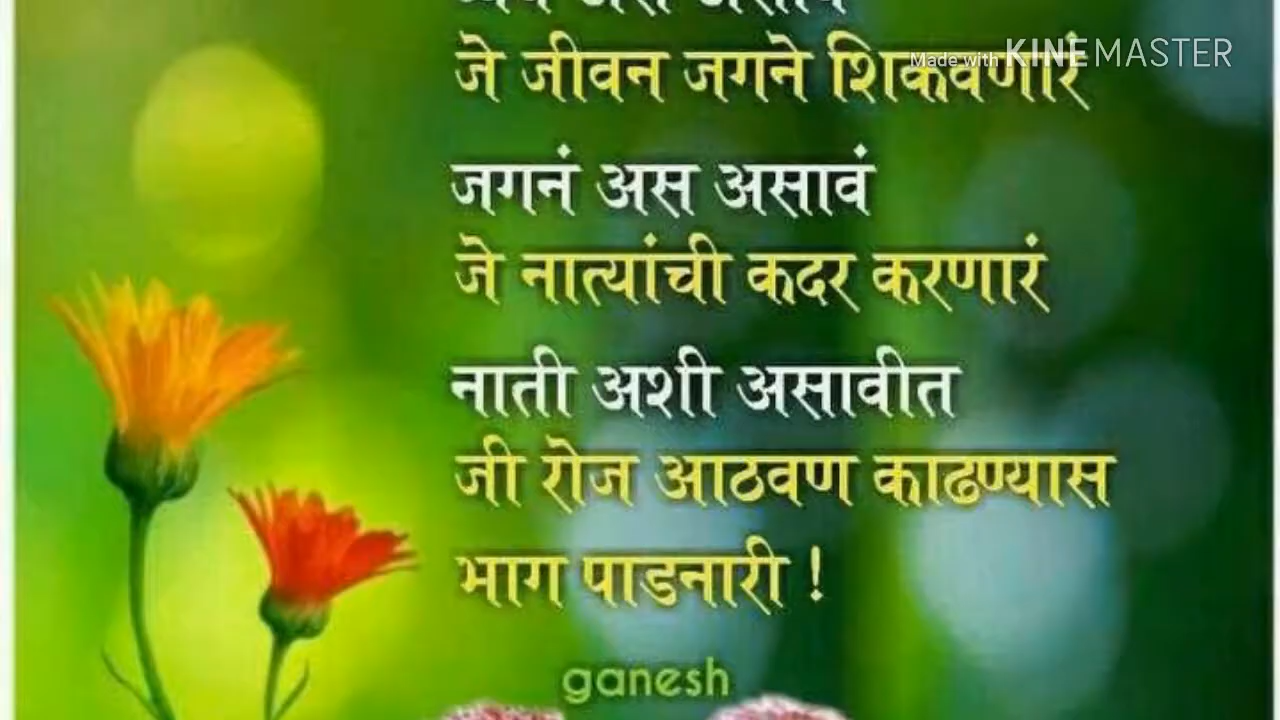 जे जीवन जगने शिकवणारं
Made with KINEMASTER
जगनं अस असावं
जे नात्यांची कदर करणारं
नाती अशी असावीत
जी रोज आठवण काढण्यास
भाग पाडनारी !
ganesh